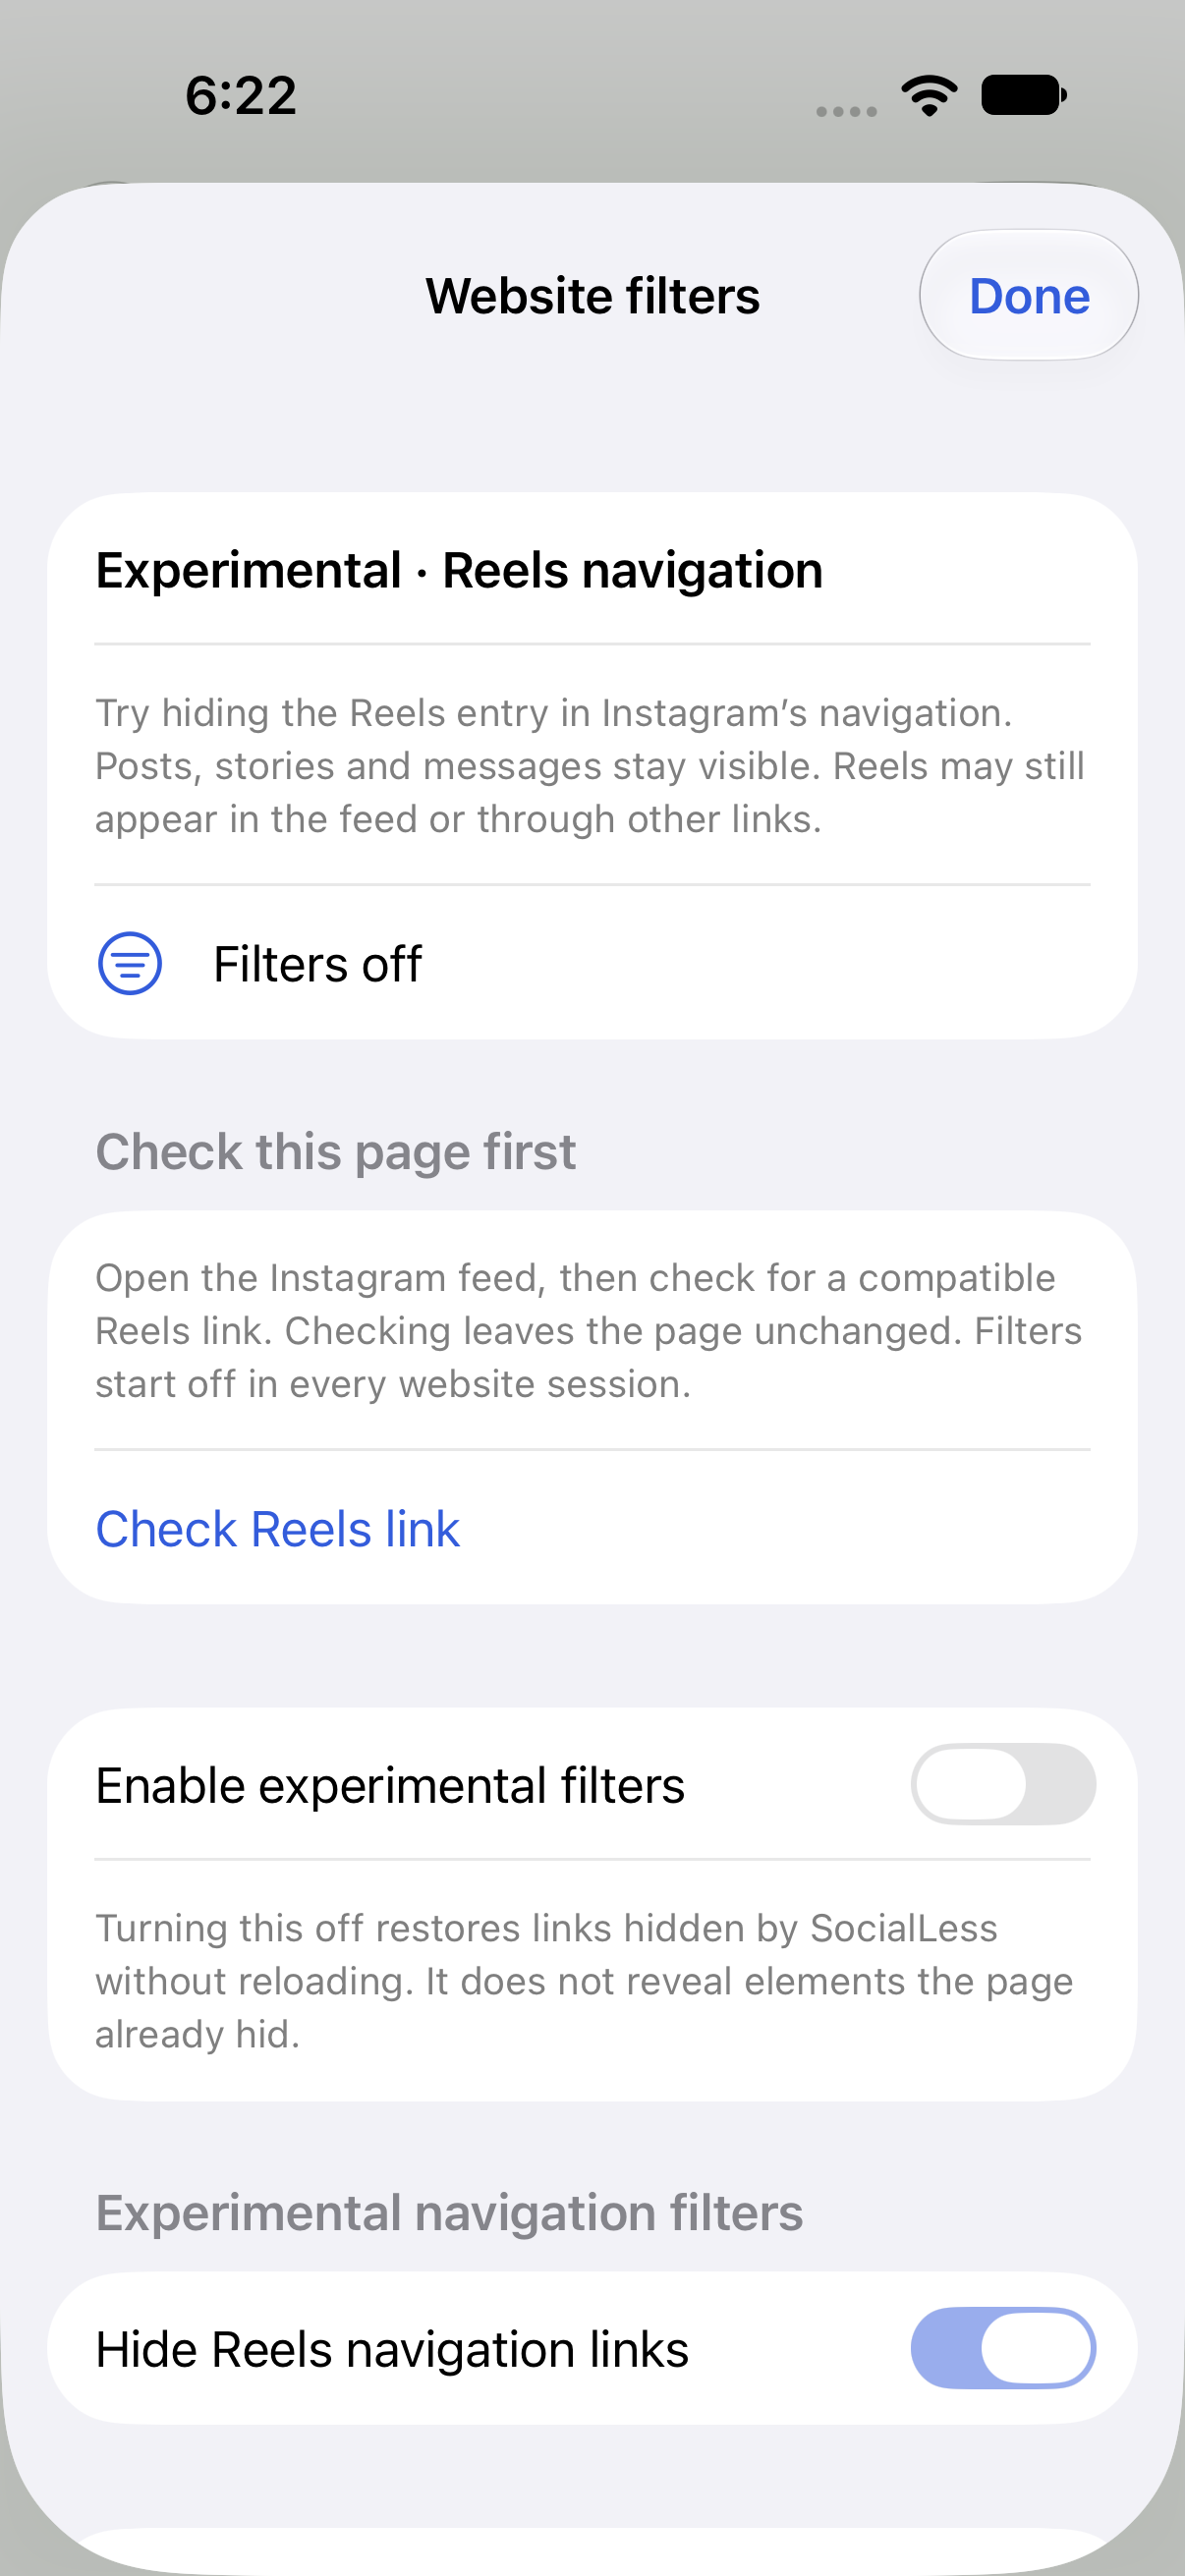 6:22
Website filters
Done
Experimental · Reels navigation
Try hiding the Reels entry in Instagram’s navigation.
Posts, stories and messages stay visible. Reels may still
appear in the feed or through other links.
Filters off
Check this page first
Open the Instagram feed, then check for a compatible
Reels link. Checking leaves the page unchanged. Filters
start off in every website session.
Check Reels link
Enable experimental filters
Turning this off restores links hidden by SocialLess
without reloading. It does not reveal elements the page
already hid.
Experimental navigation filters
Hide Reels navigation links